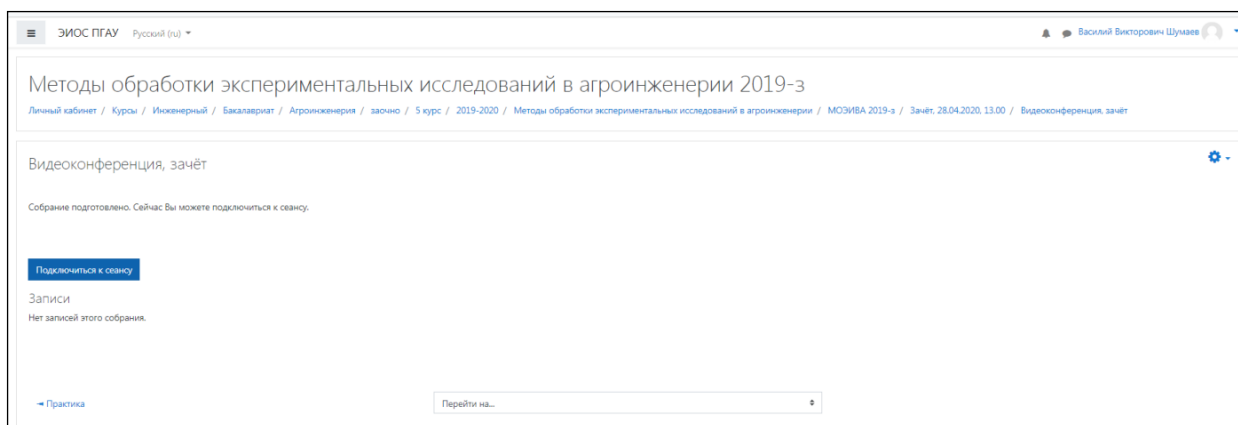 ЭИОС ПГАУ Русский (ru)
Василий Викторович Шумаев
Методы обработки экспериментальных исследований в агроинженерии 2019-з
Личный кабинет / Курсы / Инженерный / Бакалавриат / Агроинженерия / заочно / 5 курс / 2019-2020 / Методы обработки экспериментальных исследований в агроинженерии / МОЭИВА 2019-з / Зачёт, 28.04.2020, 13.00 / Видеоконференция, зачёт
Видеоконференция, зачёт
Собрание подготовлено. Сейчас Вы можете подключиться к сеансу.
Подключиться к сеансу
Записи
Нет записей этого собрания.
◄ Практика
Перейти на...